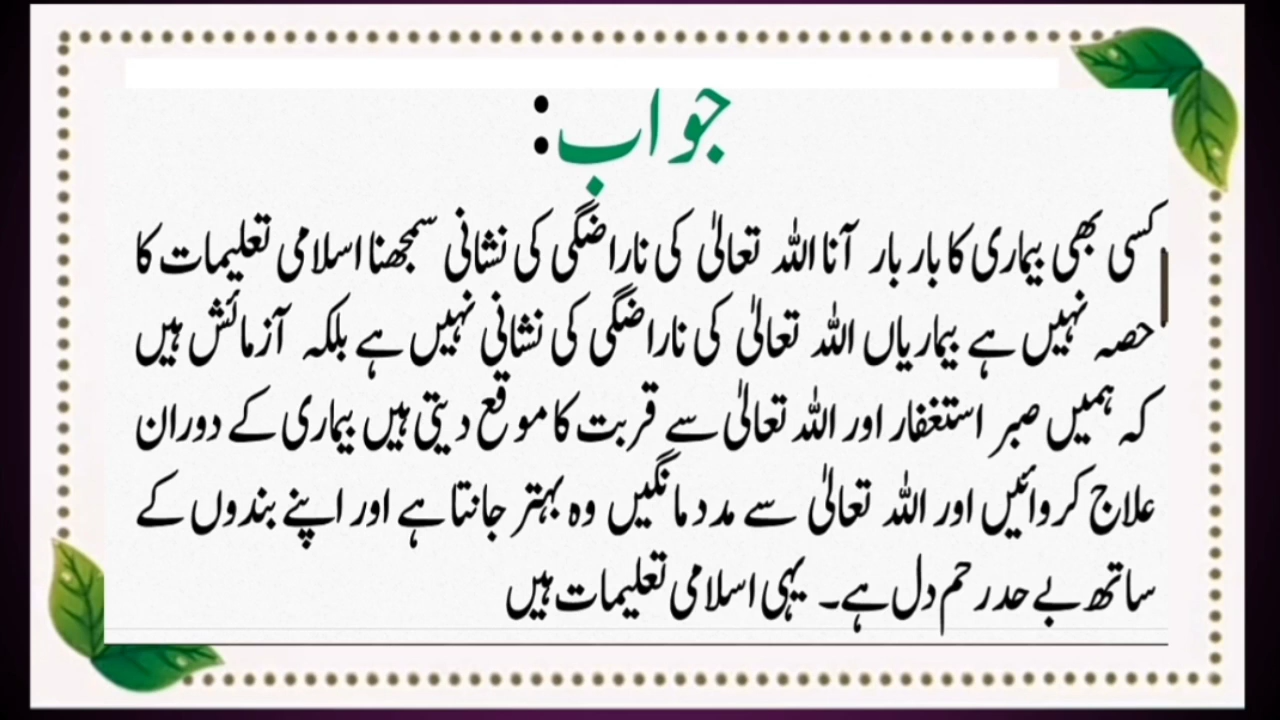 جواب:
کسی بھی بیماری کا بار بار آنا اللہ تعالیٰ کی ناراضگی کی نشانی سمجھنا اسلامی تعلیمات کا
حصہ نہیں ہے بیماریاں اللہ تعالیٰ کی ناراضگی کی نشانی نہیں ہے بلکہ آزمائش ہیں
کہ ہمیں صبر استغفار اور اللہ تعالیٰ سے قربت کا موقع دیتی ہیں بیماری کے دوران
علاج کروائیں اور اللہ تعالیٰ سے مدد مانگیں وہ بہتر جانتا ہے اور اپنے بندوں کے
ساتھ بے حد رحم دل ہے۔ یہی اسلامی تعلیمات ہیں